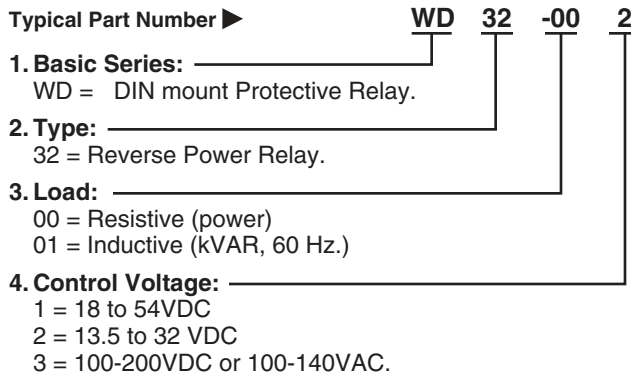 Typical Part Number ▶ WD 32 -00 2
1. Basic Series:
WD = DIN mount Protective Relay.
2. Type:
32 = Reverse Power Relay.
3. Load:
00 = Resistive (power)
01 = Inductive (kVAR, 60 Hz.)
4. Control Voltage:
1 = 18 to 54VDC
2 = 13.5 to 32 VDC
3 = 100-200VDC or 100-140VAC.